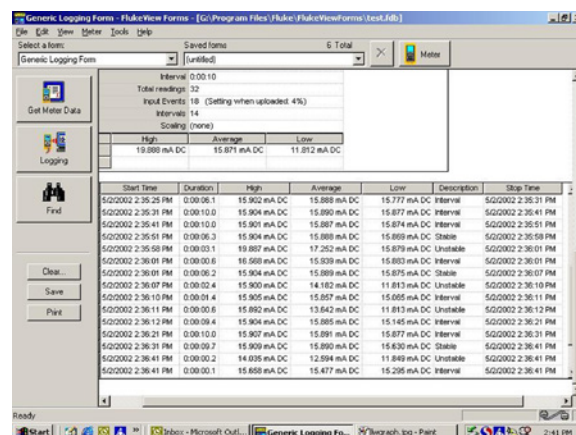 Generic Logging Form - FlukeView Forms - [G:\Program Files\Fluke\FlukeViewForms\test.fdb]
File Edit View Meter Tools Help
Select a form: Saved forms 6 Total
Generic Logging Form (untitled) Meter
Interval 0:00:10
Total readings 32
Input Events 18 (Setting when uploaded: 4%)
Intervals 14
Scaling (none)
High Average Low
19.888 mA DC 15.871 mA DC 11.812 mA DC
Get Meter Data
Logging
Find
Clear...
Save
Print
Start Time Duration High Average Low Description Stop Time
5/2/2002 2:35:25 PM 0:00:06.1 15.902 mA DC 15.888 mA DC 15.777 mA DC Interval 5/2/2002 2:35:31 PM
5/2/2002 2:35:31 PM 0:00:10.0 15.904 mA DC 15.890 mA DC 15.877 mA DC Interval 5/2/2002 2:35:41 PM
5/2/2002 2:35:41 PM 0:00:10.0 15.901 mA DC 15.887 mA DC 15.874 mA DC Interval 5/2/2002 2:35:51 PM
5/2/2002 2:35:51 PM 0:00:06.3 15.904 mA DC 15.888 mA DC 15.869 mA DC Stable 5/2/2002 2:35:58 PM
5/2/2002 2:35:58 PM 0:00:03.1 19.887 mA DC 17.252 mA DC 15.879 mA DC Unstable 5/2/2002 2:36:01 PM
5/2/2002 2:36:01 PM 0:00:00.6 16.568 mA DC 15.939 mA DC 15.883 mA DC Interval 5/2/2002 2:36:01 PM
5/2/2002 2:36:01 PM 0:00:06.2 15.904 mA DC 15.889 mA DC 15.875 mA DC Stable 5/2/2002 2:36:07 PM
5/2/2002 2:36:07 PM 0:00:02.4 15.900 mA DC 14.182 mA DC 11.813 mA DC Unstable 5/2/2002 2:36:10 PM
5/2/2002 2:36:10 PM 0:00:01.4 15.905 mA DC 15.857 mA DC 15.065 mA DC Interval 5/2/2002 2:36:11 PM
5/2/2002 2:36:11 PM 0:00:00.6 15.892 mA DC 13.642 mA DC 11.813 mA DC Unstable 5/2/2002 2:36:12 PM
5/2/2002 2:36:12 PM 0:00:09.4 15.904 mA DC 15.885 mA DC 15.145 mA DC Interval 5/2/2002 2:36:21 PM
5/2/2002 2:36:21 PM 0:00:10.0 15.907 mA DC 15.891 mA DC 15.877 mA DC Interval 5/2/2002 2:36:31 PM
5/2/2002 2:36:31 PM 0:00:09.7 15.909 mA DC 15.890 mA DC 15.630 mA DC Stable 5/2/2002 2:36:41 PM
5/2/2002 2:36:41 PM 0:00:00.2 14.035 mA DC 12.594 mA DC 11.849 mA DC Unstable 5/2/2002 2:36:41 PM
5/2/2002 2:36:41 PM 0:00:00.1 15.658 mA DC 15.477 mA DC 15.295 mA DC Interval 5/2/2002 2:36:41 PM
Ready
Start Inbox - Microsoft Outl... Generic Logging Fo... - Paint 2:41 PM